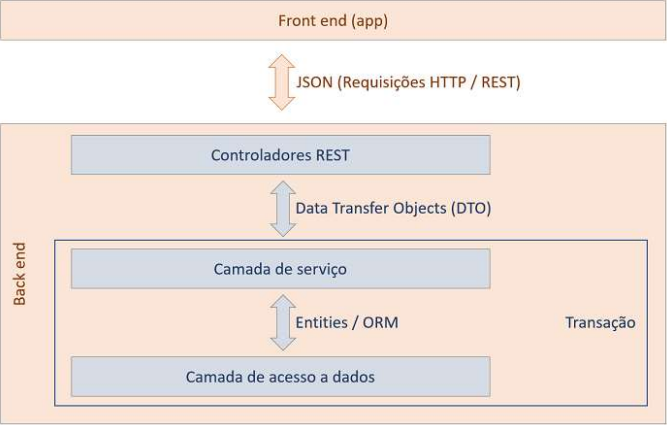 Front end (app)
JSON (Requisições HTTP / REST)
Controladores REST
Data Transfer Objects (DTO)
Back end
Camada de serviço
Entities / ORM
Transação
Camada de acesso a dados